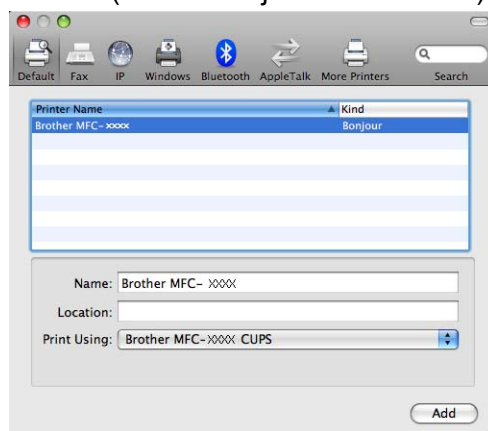 Default Fax IP Windows Bluetooth AppleTalk More Printers Search
Printer Name Kind
Brother MFC-xxxx Bonjour
Name: Brother MFC- XXXX
Location:
Print Using: Brother MFC-XXXX CUPS
Add